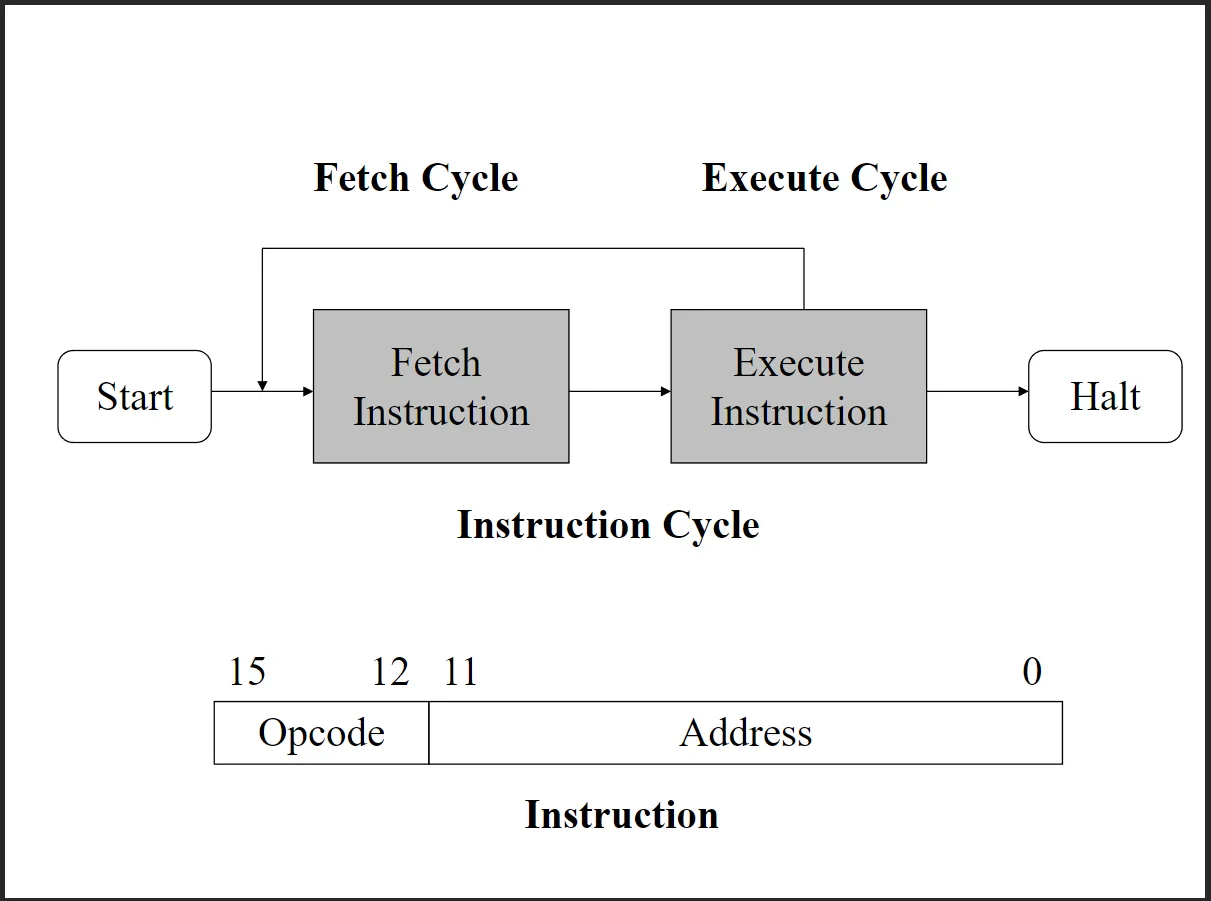 Fetch Cycle
Execute Cycle
Start
Fetch
Instruction
Execute
Instruction
Halt
Instruction Cycle
15
12
11
0
Opcode
Address
Instruction